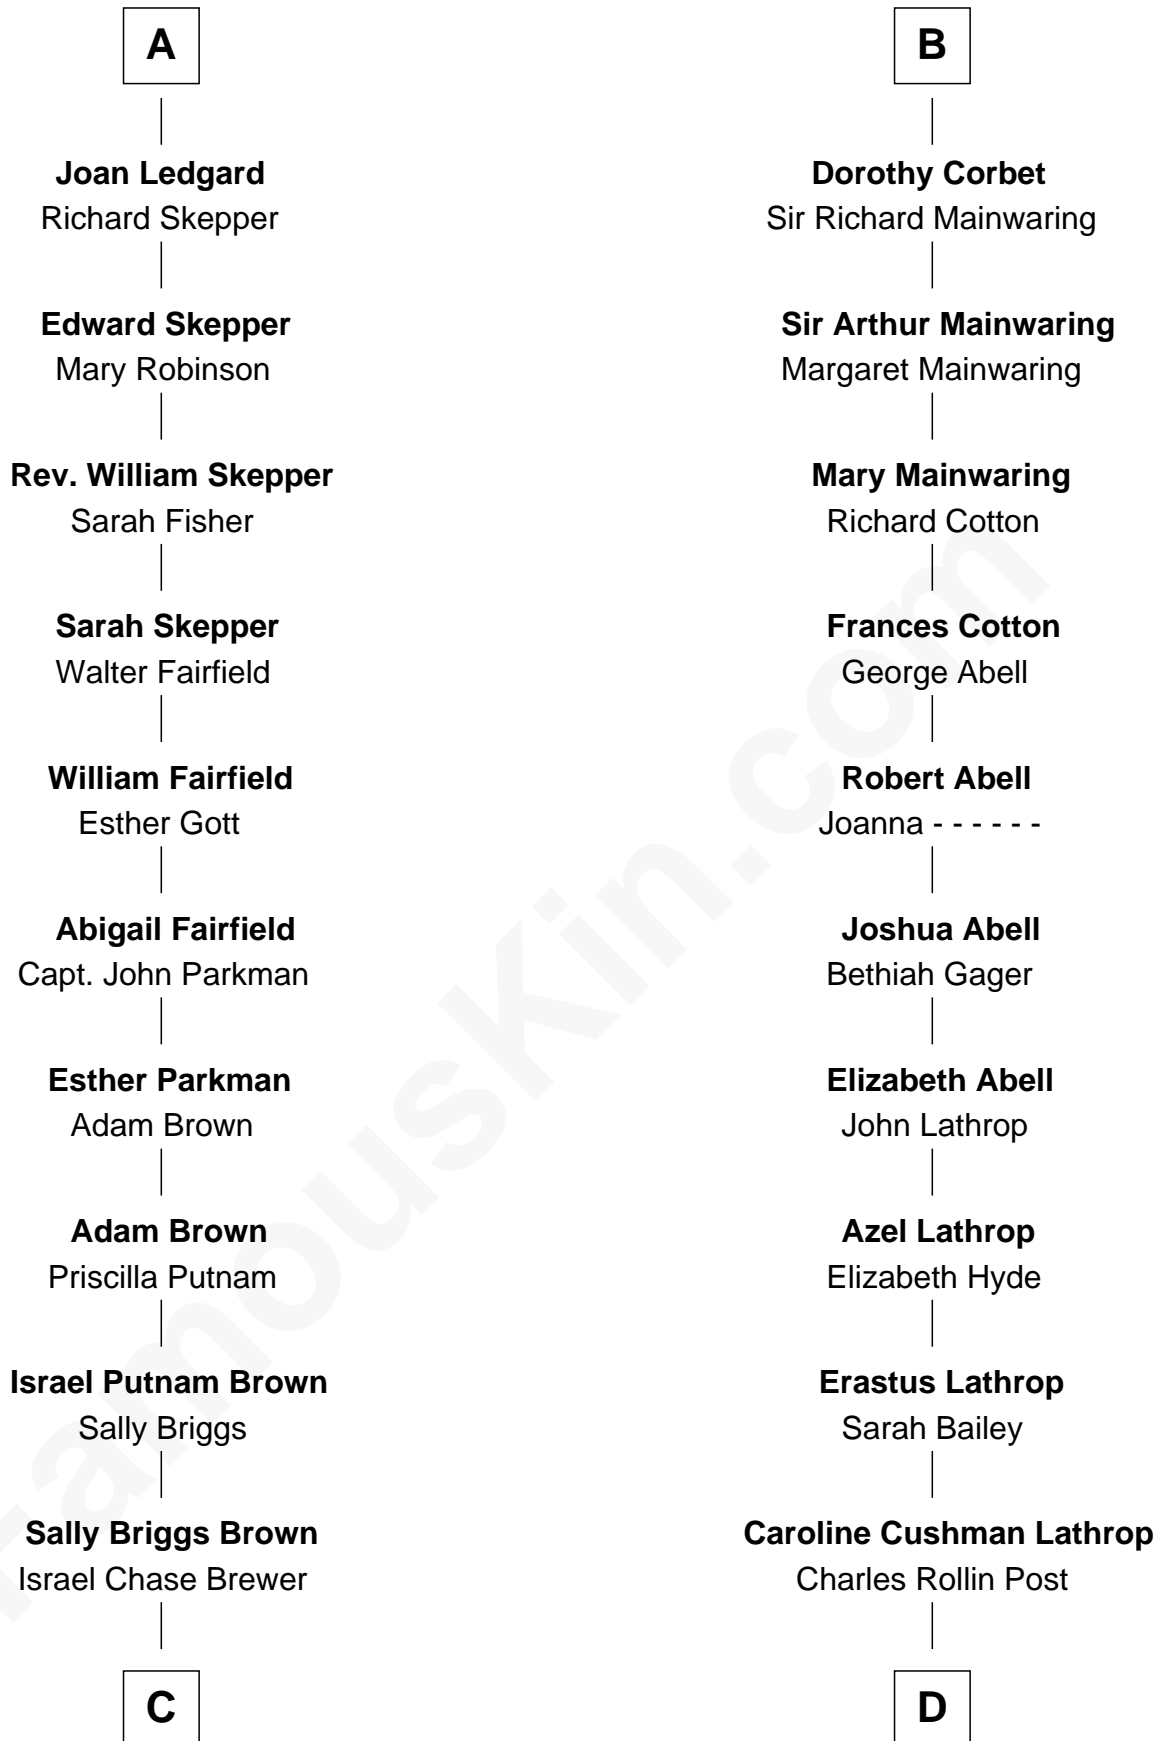 A
Joan Ledgard
Richard Skepper
Edward Skepper
Mary Robinson
Rev. William Skepper
Sarah Fisher
Sarah Skepper
Walter Fairfield
William Fairfield
Esther Gott
Abigail Fairfield
Capt. John Parkman
Esther Parkman
Adam Brown
Adam Brown
Priscilla Putnam
Israel Putnam Brown
Sally Briggs
Sally Briggs Brown
Israel Chase Brewer
C
B
Dorothy Corbet
Sir Richard Mainwaring
Sir Arthur Mainwaring
Margaret Mainwaring
Mary Mainwaring
Richard Cotton
Frances Cotton
George Abell
Robert Abell
Joanna - - - - - -
Joshua Abell
Bethiah Gager
Elizabeth Abell
John Lathrop
Azel Lathrop
Elizabeth Hyde
Erastus Lathrop
Sarah Bailey
Caroline Cushman Lathrop
Charles Rollin Post
D
FamousKin.com